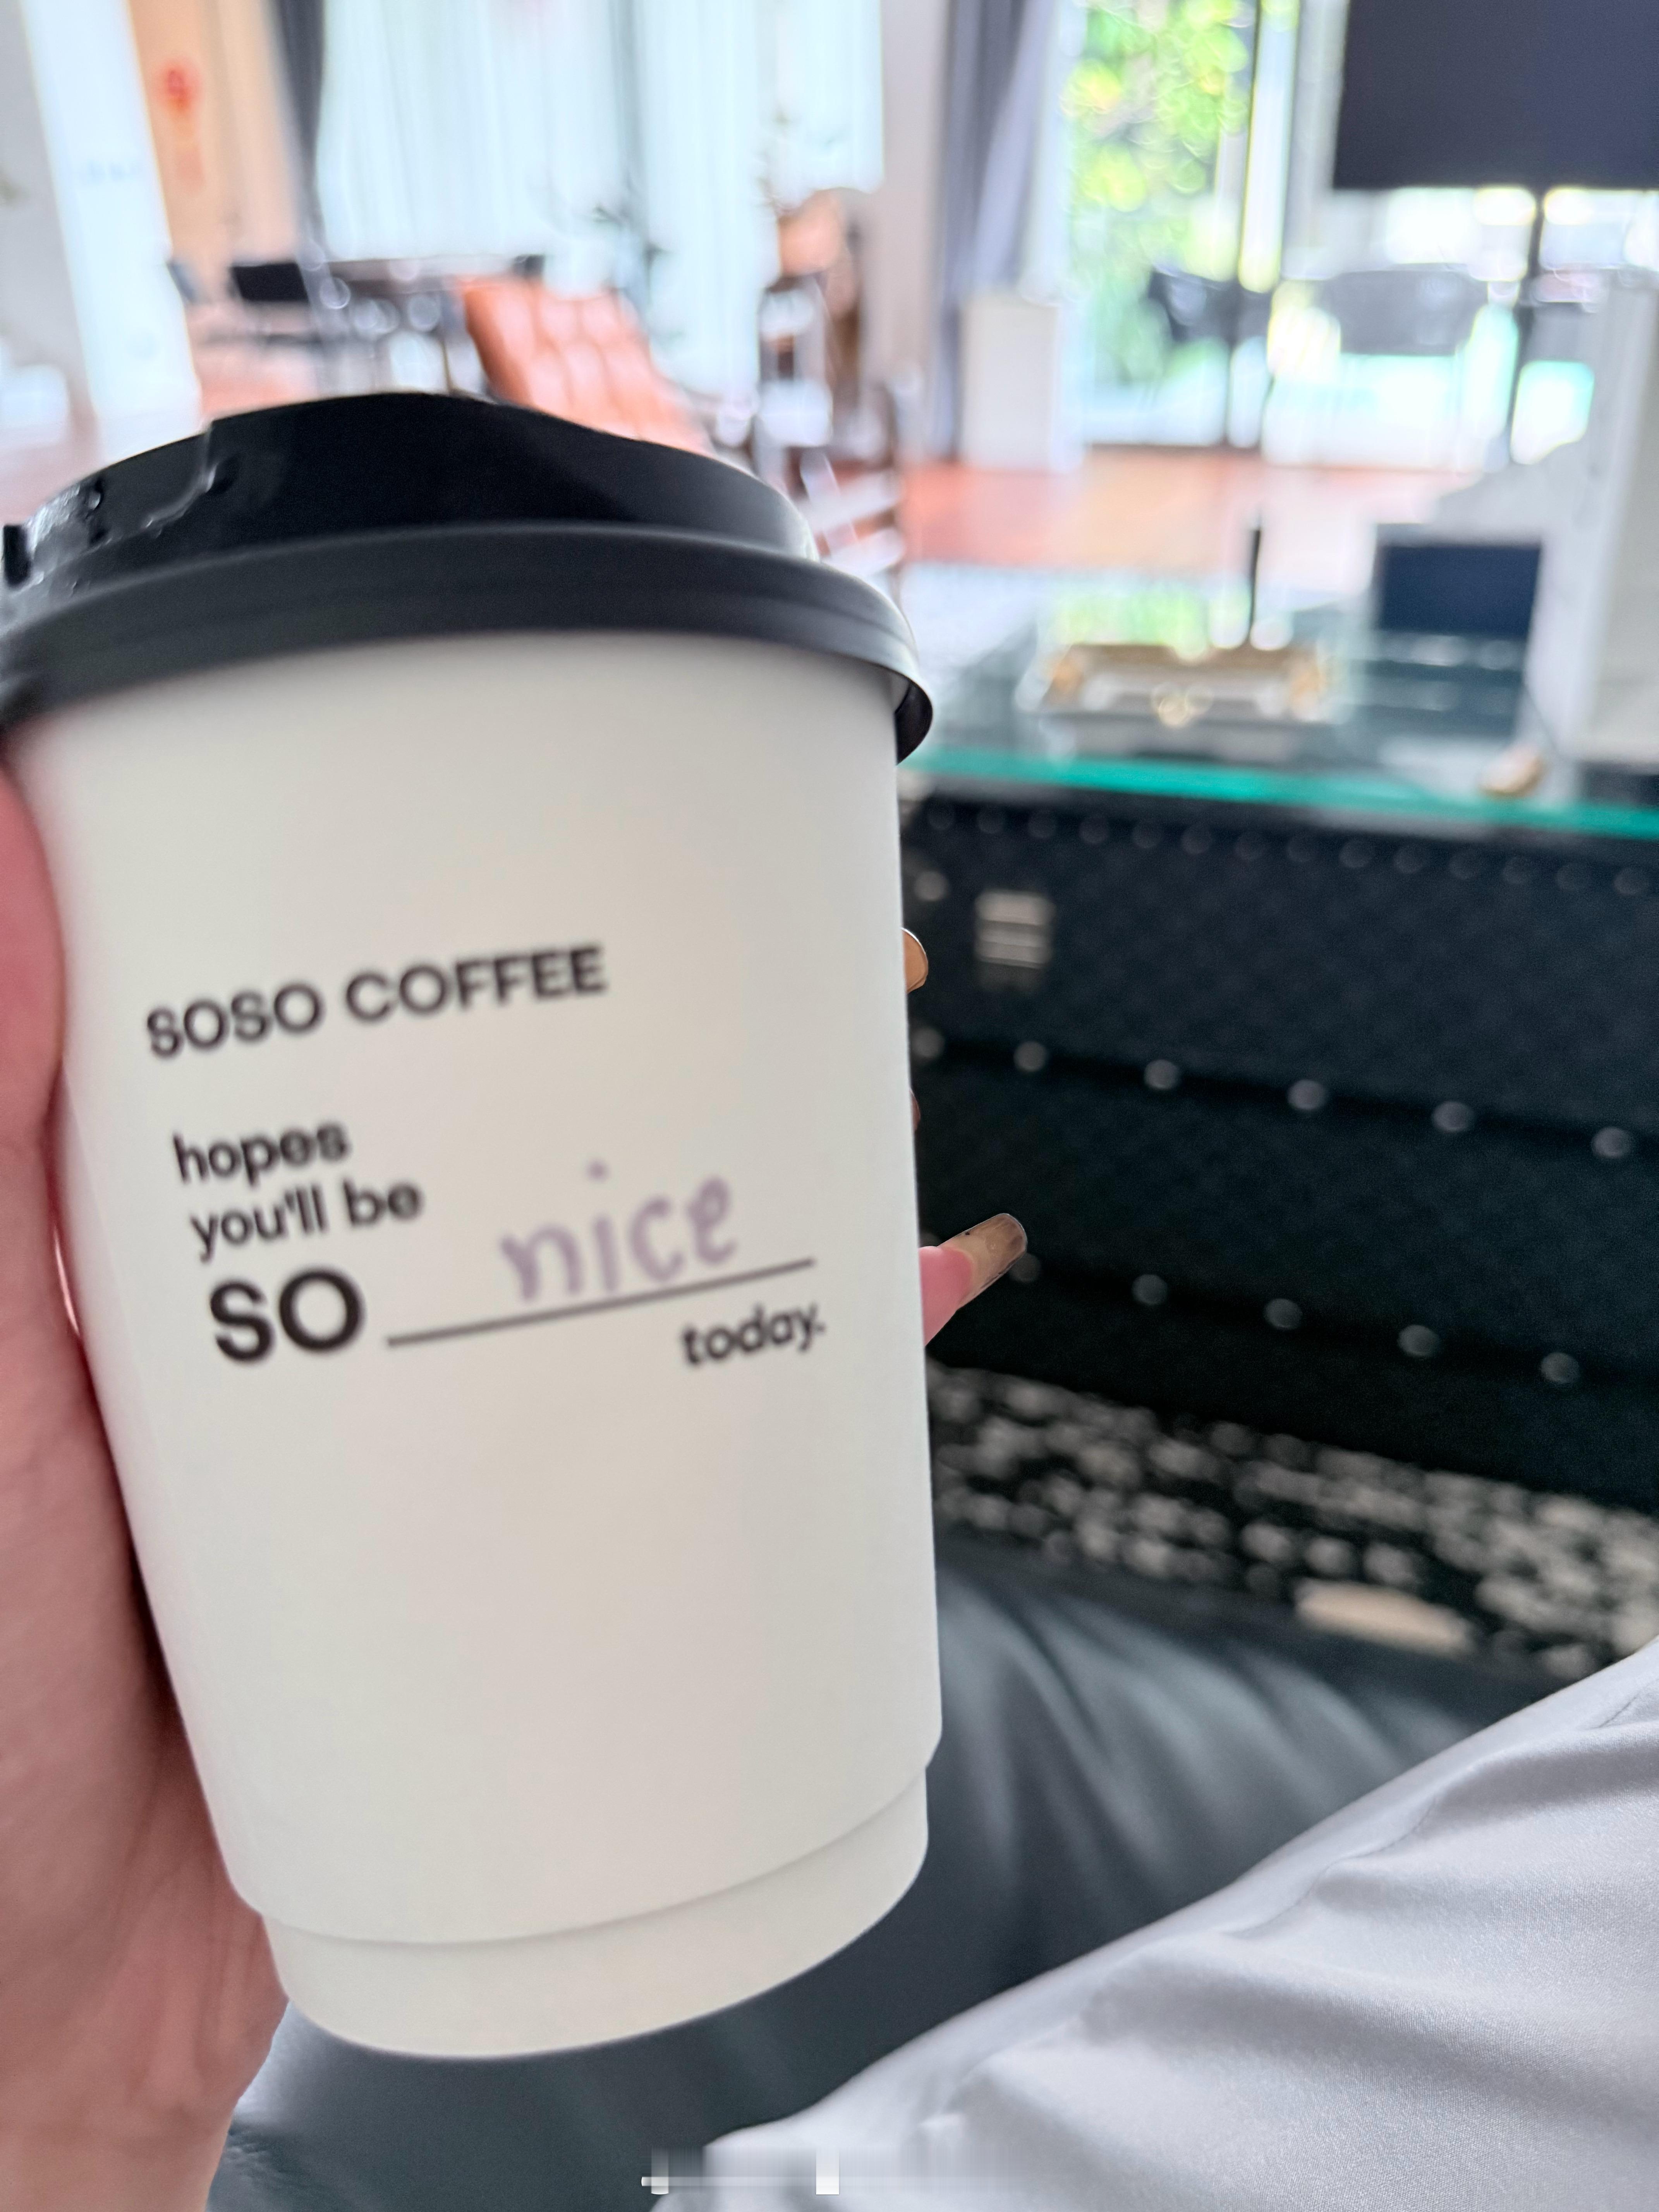 SOSO COFFEE
hopes
you'll be
SO nice
today.